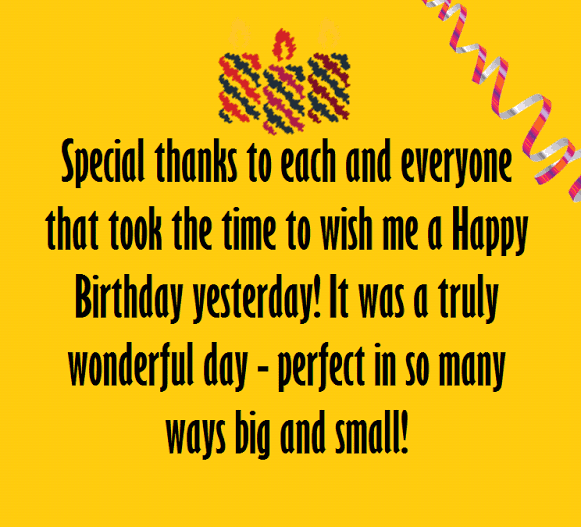 Special thanks to each and everyone
that took the time to wish me a Happy
Birthday yesterday! It was a truly
wonderful day - perfect in so many
ways big and small!